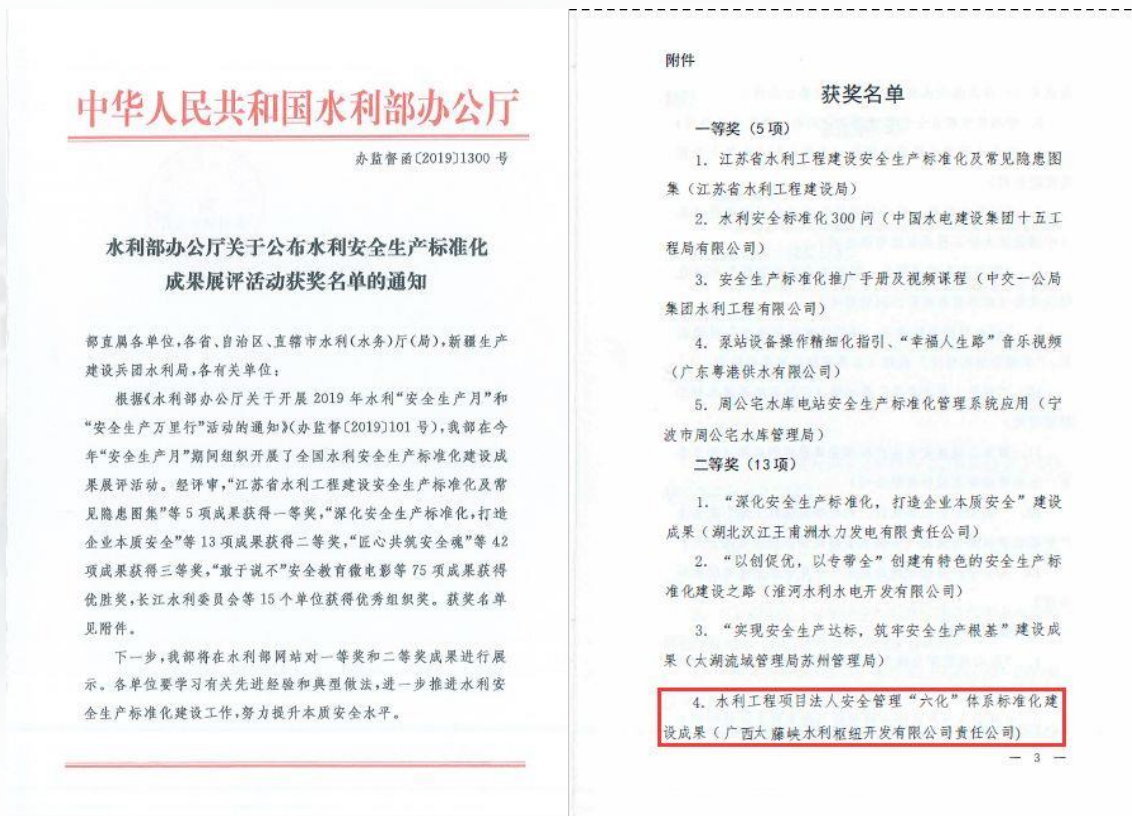 中华人民共和国水利部办公厅
办监督函〔2019〕1300 号
水利部办公厅关于公布水利安全生产标准化
成果展评活动获奖名单的通知
部直属各单位,各省、自治区、直辖市水利(水务)厅(局),新疆生产
建设兵团水利局,各有关单位:
根据《水利部办公厅关于开展 2019 年水利“安全生产月”和
“安全生产万里行”活动的通知》(办监督〔2019〕101 号),我部在今
年“安全生产月”期间组织开展了全国水利安全生产标准化建设成
果展评活动。经评审,“江苏省水利工程建设安全生产标准化及常
见隐患图集”等 5 项成果获得一等奖,“深化安全生产标准化,打造
企业本质安全”等 13 项成果获得二等奖,“匠心共筑安全魂”等 42
项成果获得三等奖,“敢于说不”安全教育微电影等 75 项成果获得
优胜奖,长江水利委员会等 15 个单位获得优秀组织奖。获奖名单
见附件。
下一步,我部将在水利部网站对一等奖和二等奖成果进行展
示。各单位要学习有关先进经验和典型做法,进一步推进水利安
全生产标准化建设工作,努力提升本质安全水平。
附件
获奖名单
一等奖（5 项）
1. 江苏省水利工程建设安全生产标准化及常见隐患图
集（江苏省水利工程建设局）
2. 水利安全标准化 300 问（中国水电建设集团十五工
程局有限公司）
3. 安全生产标准化推广手册及视频课程（中交一公局
集团水利工程有限公司）
4. 泵站设备操作精细化指引、“幸福人生路”音乐视频
（广东粤港供水有限公司）
5. 周公宅水库电站安全生产标准化管理系统应用（宁
波市周公宅水库管理局）
二等奖（13 项）
1. “深化安全生产标准化，打造企业本质安全”建设
成果（湖北汉江王甫洲水力发电有限责任公司）
2. “以创促优，以专带全”创建有特色的安全生产标
准化建设之路（淮河水利水电开发有限公司）
3. “实现安全生产达标，筑牢安全生产根基”建设成
果（太湖流域管理局苏州管理局）
4. 水利工程项目法人安全管理“六化”体系标准化建
设成果（广西大藤峡水利枢纽开发有限公司责任公司)
— 3 —